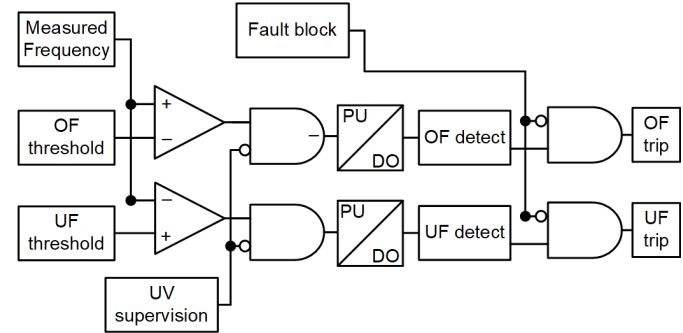 Measured
Frequency
Fault block
OF
threshold
+
−
−
PU
DO
OF detect
OF
trip
UF
threshold
−
+
PU
DO
UF detect
UF
trip
UV
supervision